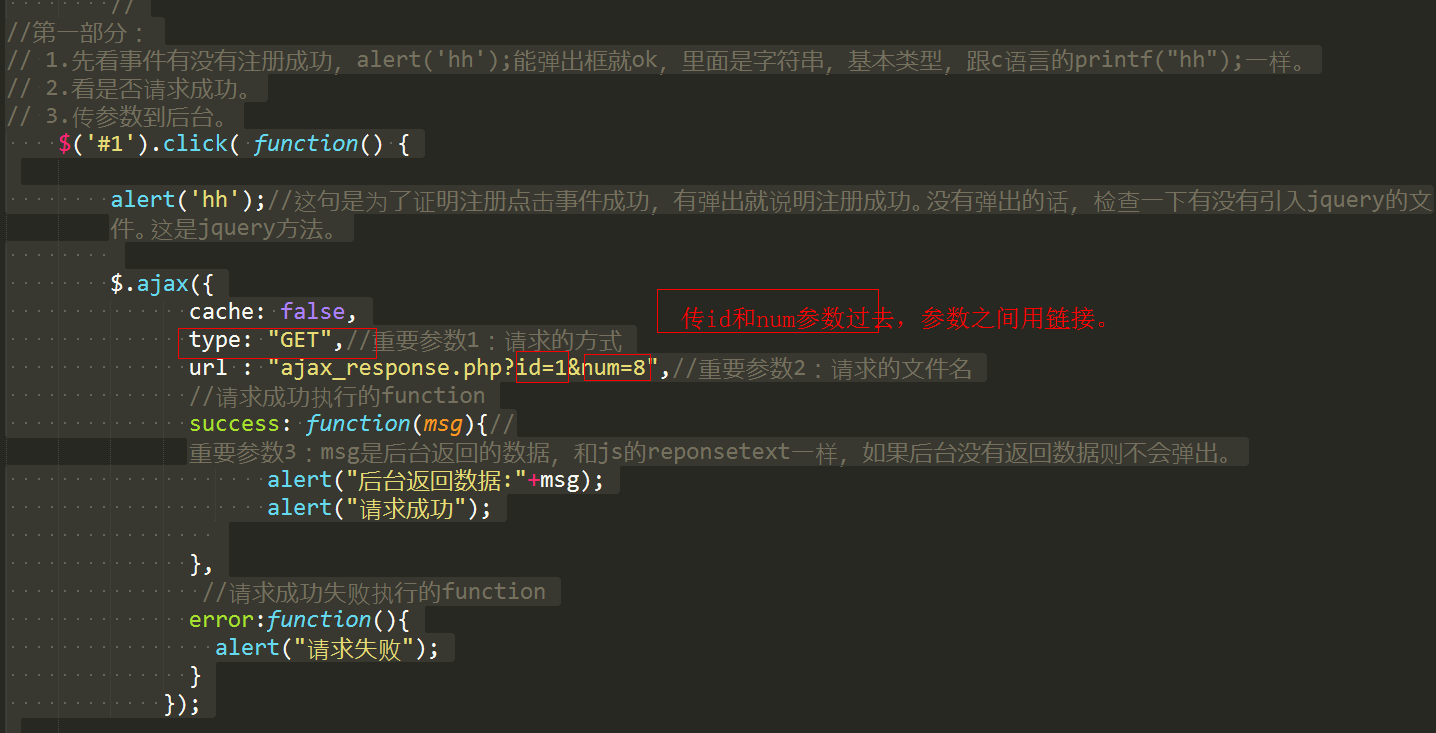 //
//第一部分：
// 1.先看事件有没有注册成功，alert('hh');能弹出框就ok，里面是字符串，基本类型，跟c语言的printf("hh");一样。
// 2.看是否请求成功。
// 3.传参数到后台。
$('#1').click( function() {
alert('hh');//这句是为了证明注册点击事件成功，有弹出就说明注册成功。没有弹出的话，检查一下有没有引入jquery的文
件。这是jquery方法。
$.ajax({
cache: false,
传id和num参数过去，参数之间用链接。
type: "GET",//重要参数1：请求的方式
url : "ajax_response.php?id=1&num=8",//重要参数2：请求的文件名
//请求成功执行的function
success: function(msg){//
重要参数3：msg是后台返回的数据，和js的reponsetext一样，如果后台没有返回数据则不会弹出。
alert("后台返回数据:"+msg);
alert("请求成功");
},
//请求成功失败执行的function
error:function(){
alert("请求失败");
}
});